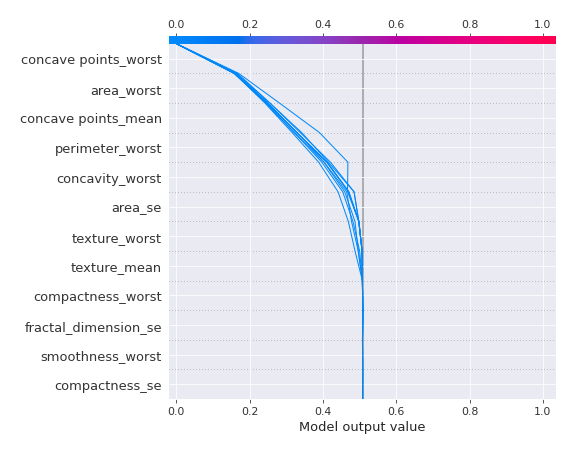 0.0 0.2 0.4 0.6 0.8 1.0
concave points_worst
area_worst
concave points_mean
perimeter_worst
concavity_worst
area_se
texture_worst
texture_mean
compactness_worst
fractal_dimension_se
smoothness_worst
compactness_se
0.0 0.2 0.4 0.6 0.8 1.0
Model output value